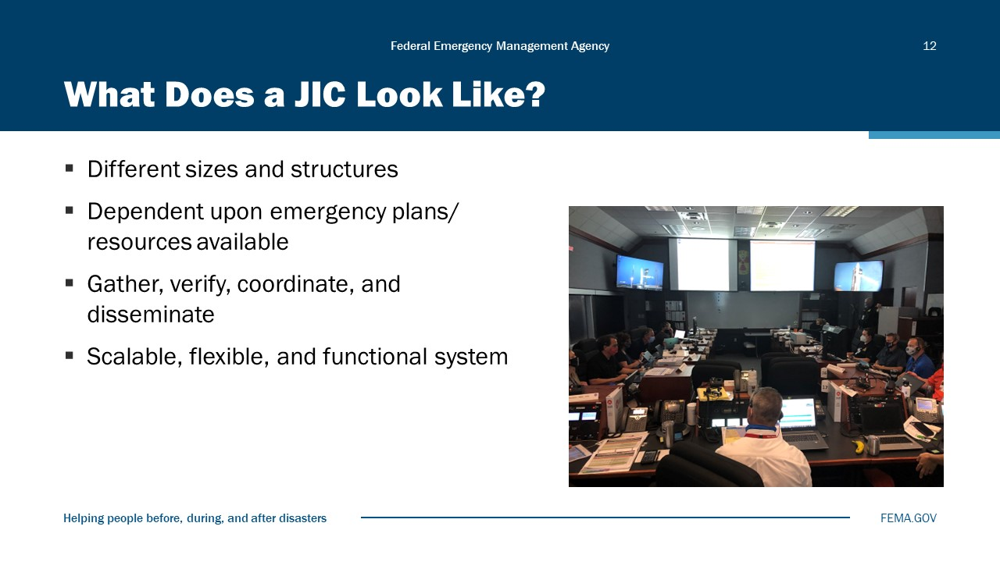 Federal Emergency Management Agency
12
What Does a JIC Look Like?
▪ Different sizes and structures
▪ Dependent upon emergency plans/
resources available
▪ Gather, verify, coordinate, and
disseminate
▪ Scalable, flexible, and functional system
Helping people before, during, and after disasters
FEMA.GOV